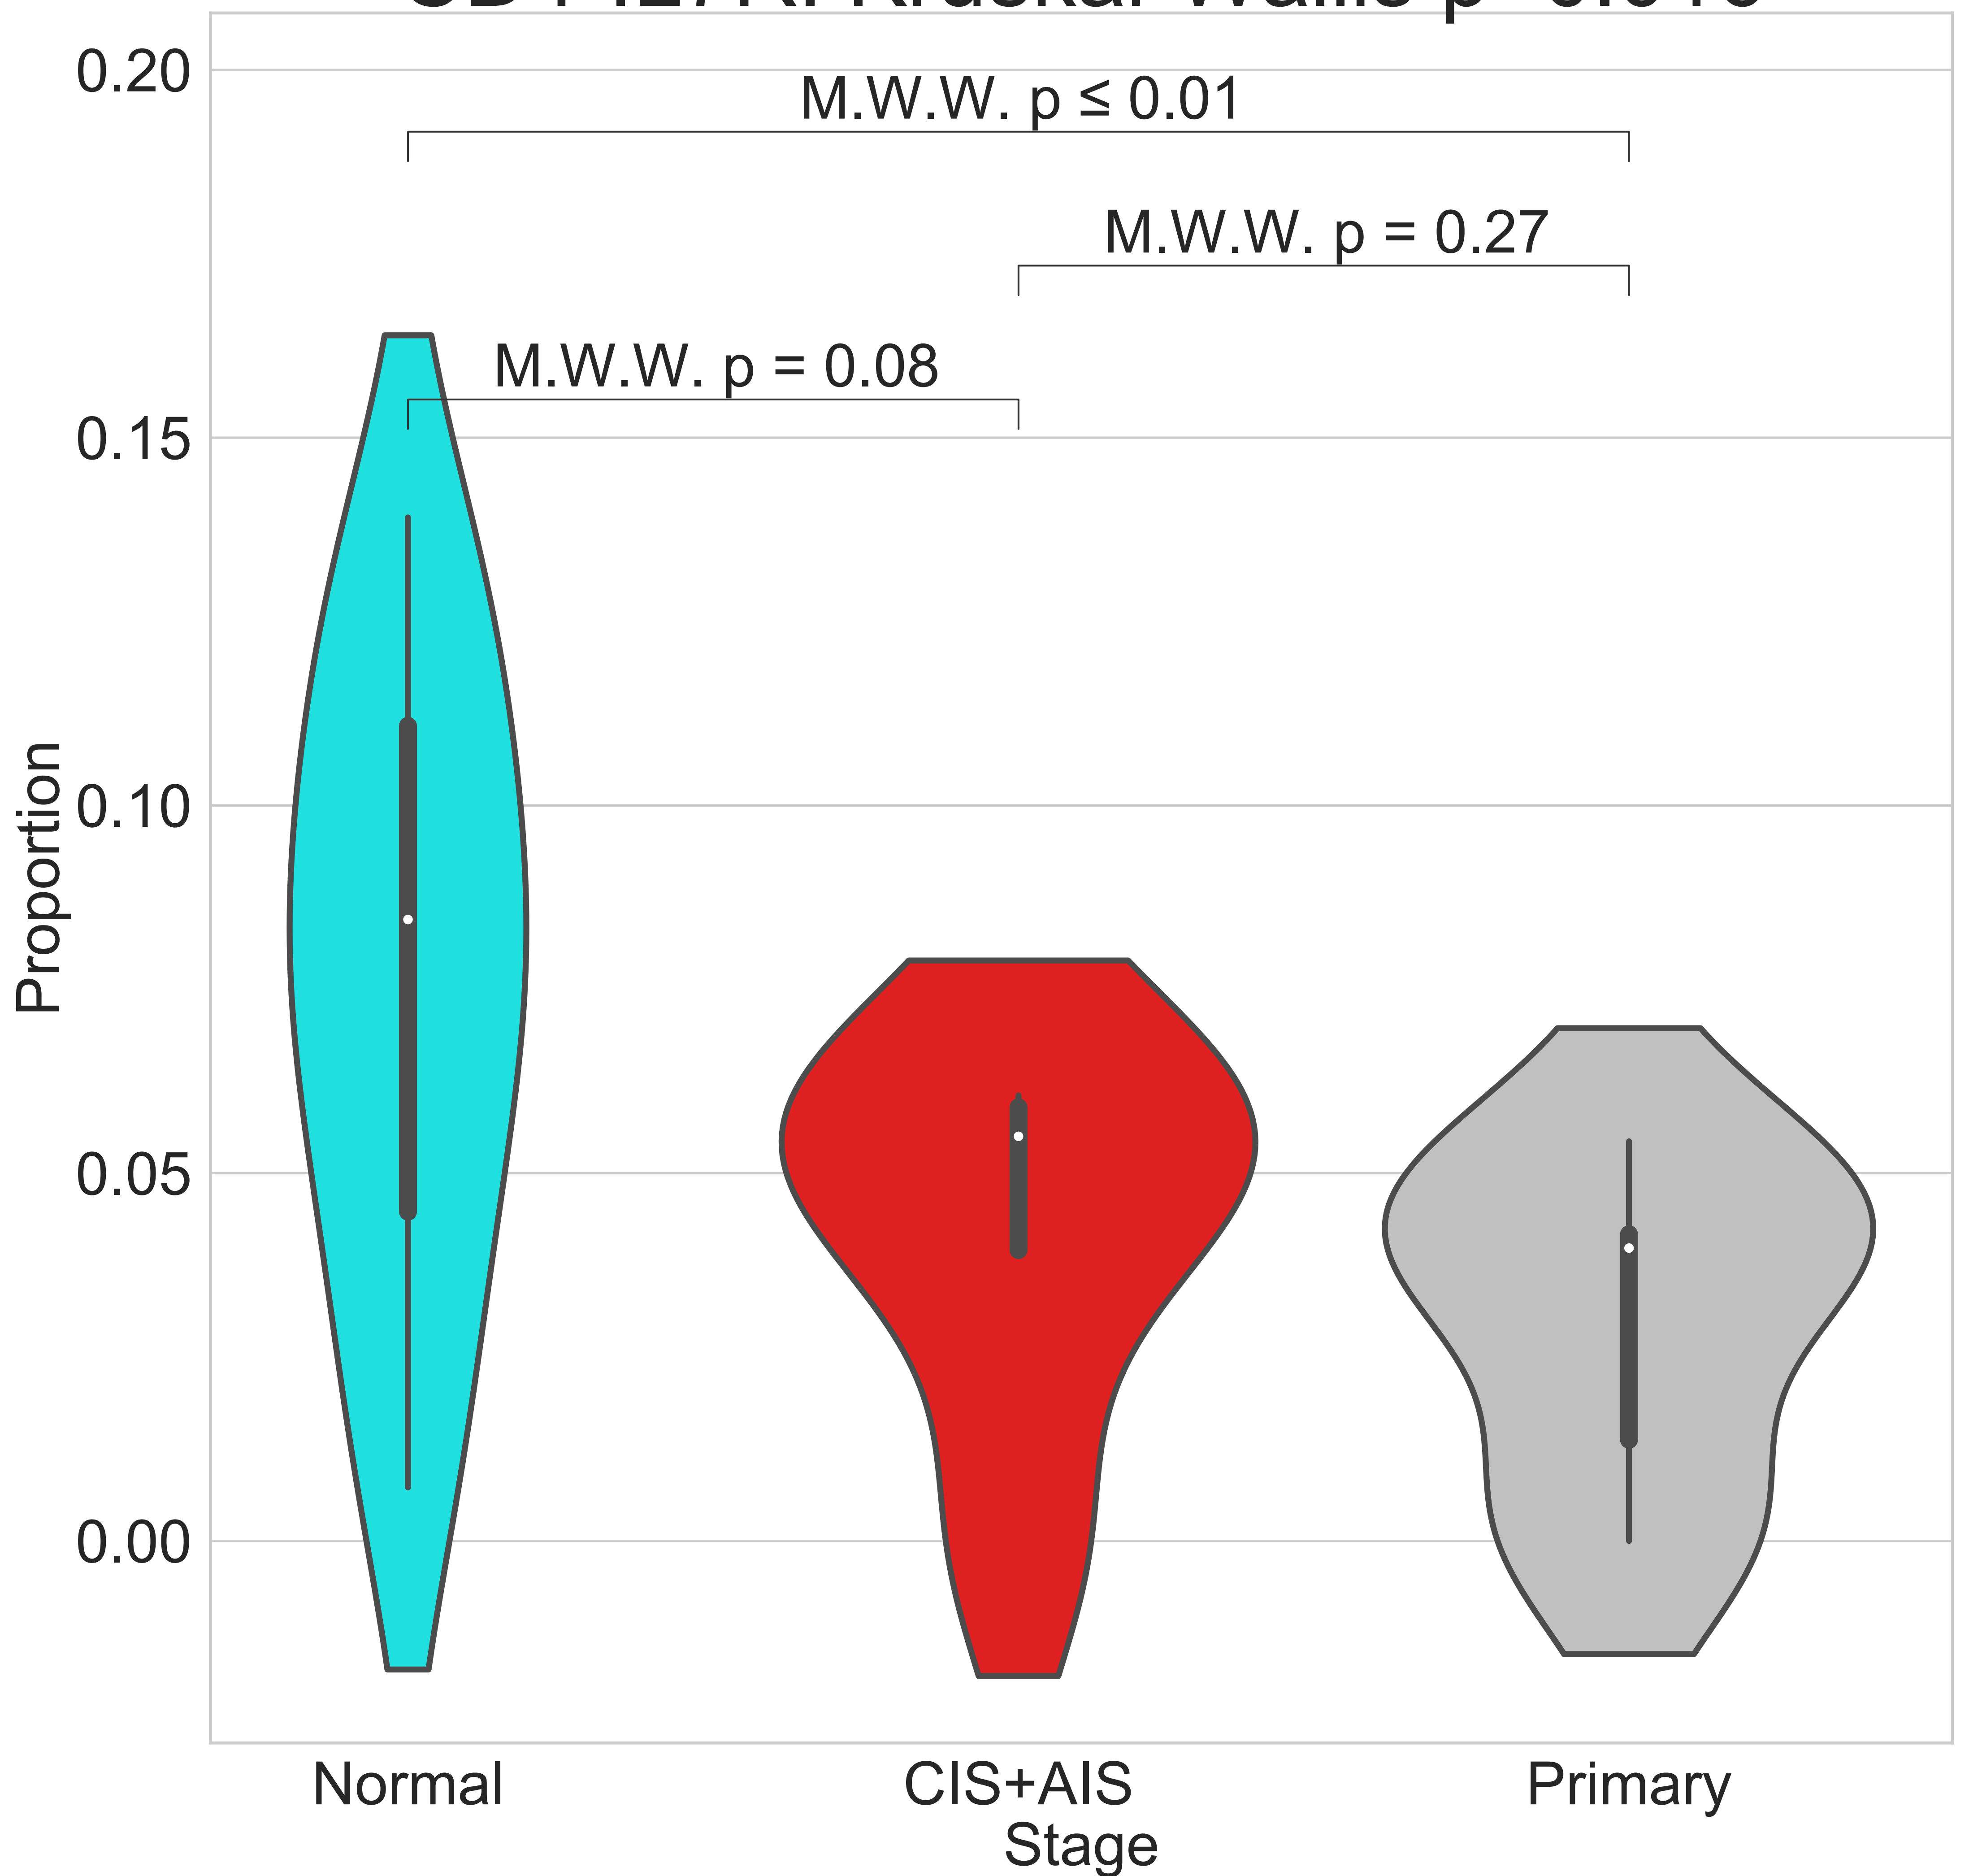 0.20
M.W.W. p ≤ 0.01
M.W.W. p = 0.27
M.W.W. p = 0.08
0.15
0.10
0.05
0.00
Proportion
Normal
CIS+AIS
Primary
Stage